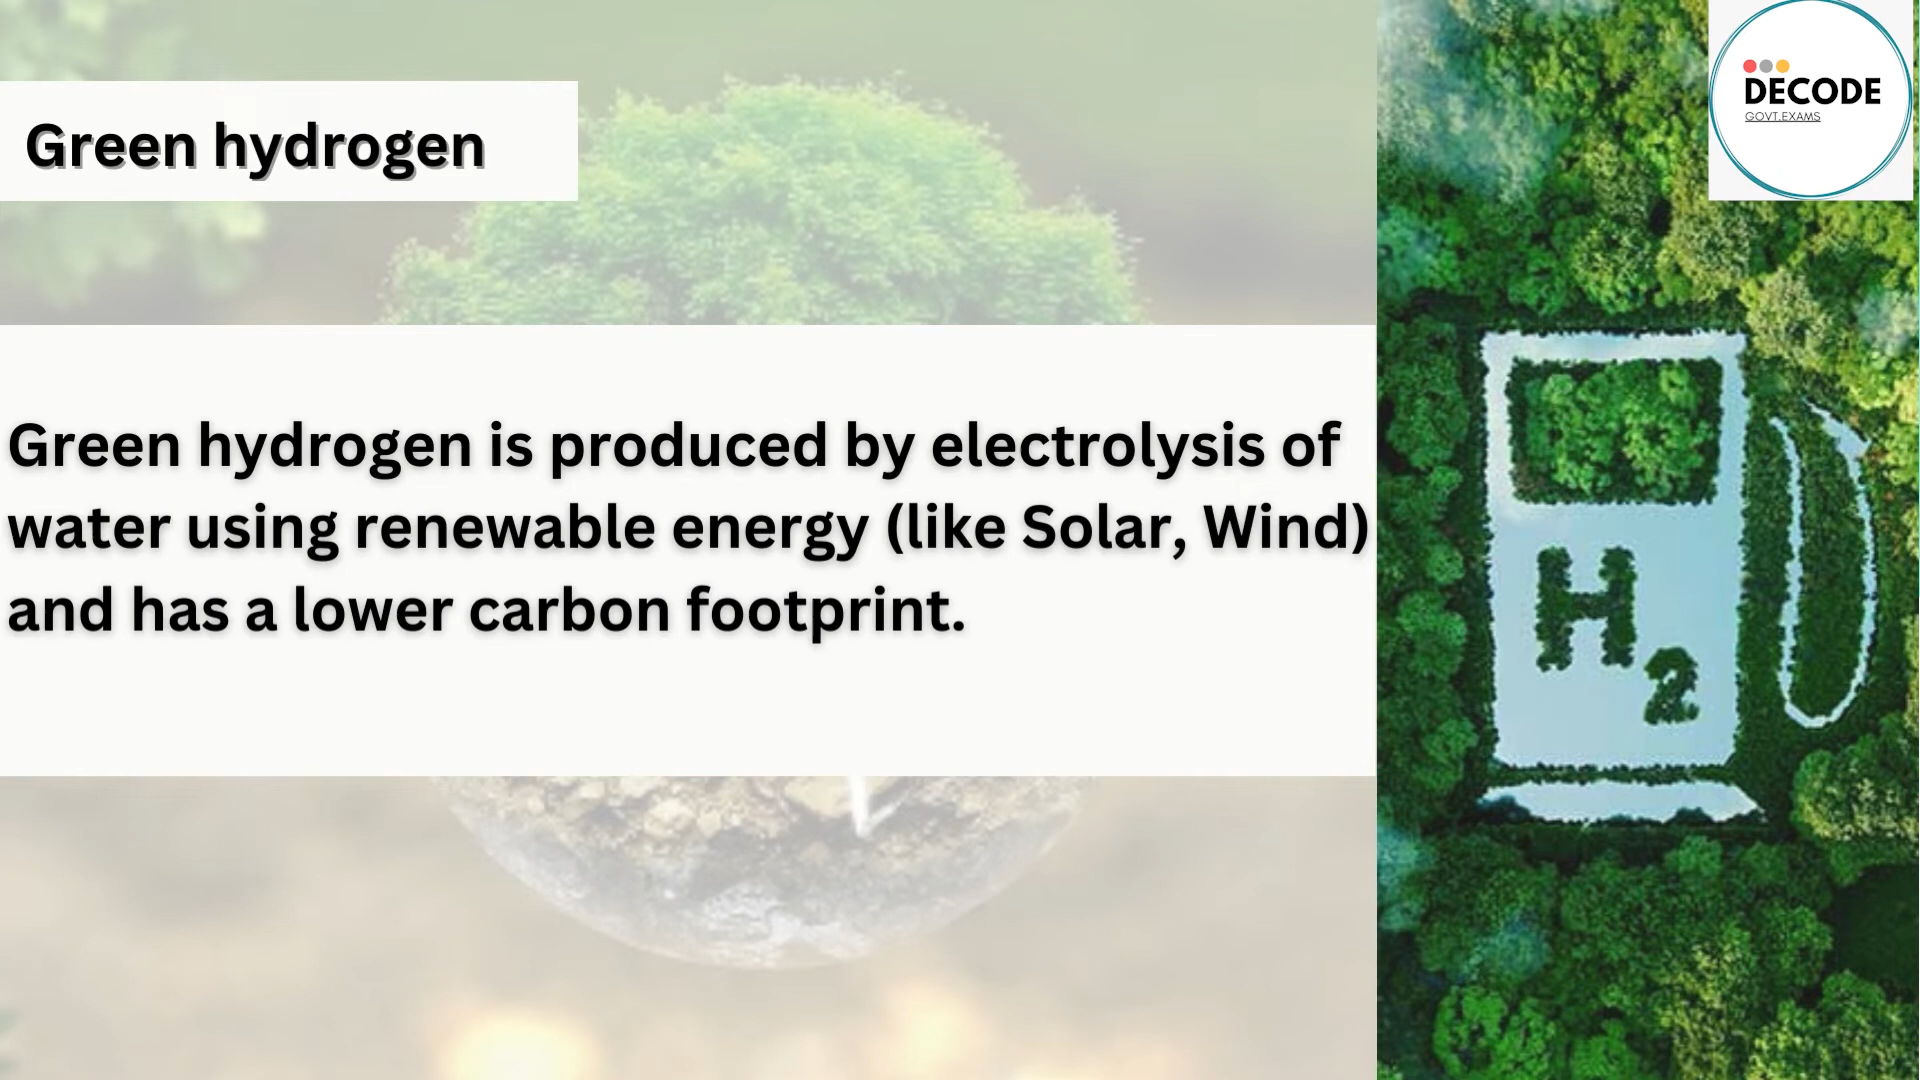 Green hydrogen
DECODE
GOVT.EXAMS
Green hydrogen is produced by electrolysis of
water using renewable energy (like Solar, Wind)
and has a lower carbon footprint.
H2